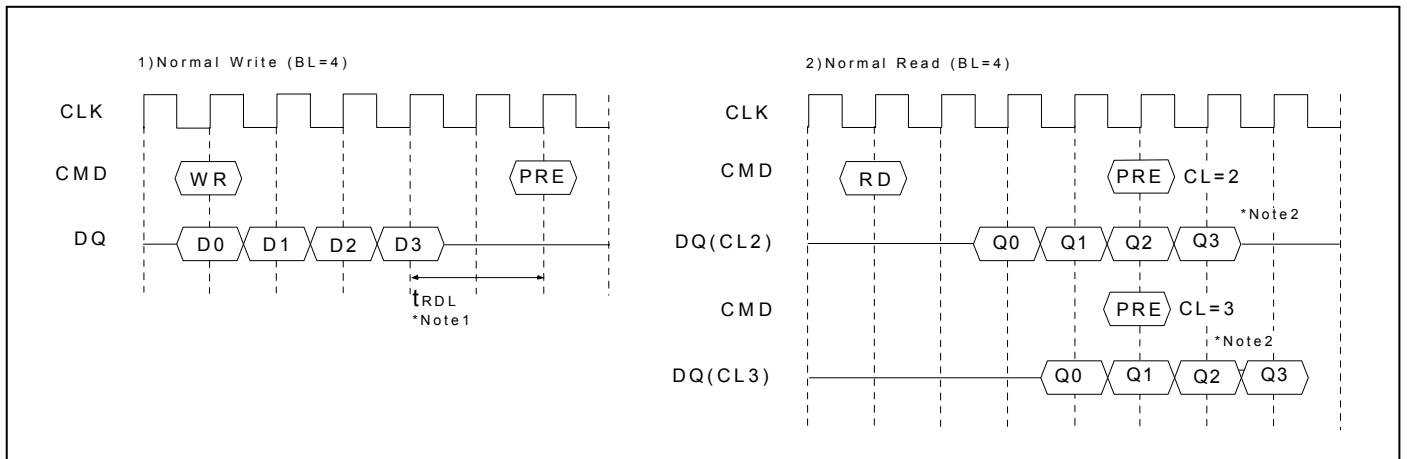 1)Normal Write (BL=4)
CLK
CMD WR PRE
DQ D0 D1 D2 D3
tRDL
*Note1
2)Normal Read (BL=4)
CLK
CMD RD PRE CL=2
*Note2
DQ(CL2) Q0 Q1 Q2 Q3
CMD PRE CL=3
*Note2
DQ(CL3) Q0 Q1 Q2 Q3